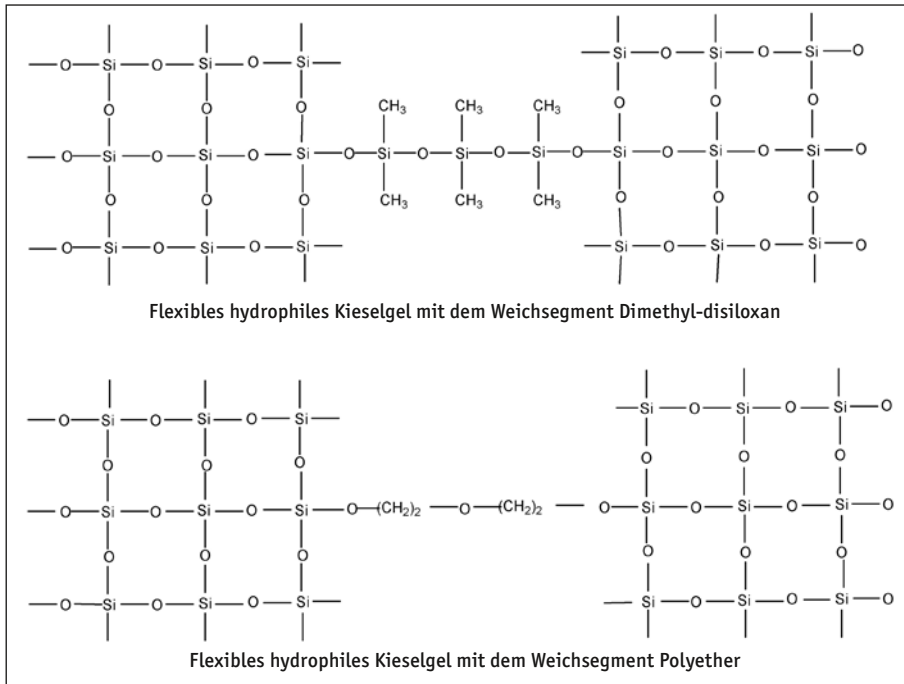 O Si O Si O Si
Si O Si O Si O
O O O
O O O
CH3 CH3 CH3
O Si O Si O Si O Si O Si O Si O Si O Si O Si O
CH3 CH3 CH3
O O O
O O O
O Si O Si O Si
Si O Si O Si O
Flexibles hydrophiles Kieselgel mit dem Weichsegment Dimethyl-disiloxan
O Si O Si O Si
Si O Si O Si O
O O O
O O O
O Si O Si O Si O (CH2)2 O (CH2)2 O Si O Si O Si O
O O O
O O O
O Si O Si O Si
Si O Si O Si O
Flexibles hydrophiles Kieselgel mit dem Weichsegment Polyether